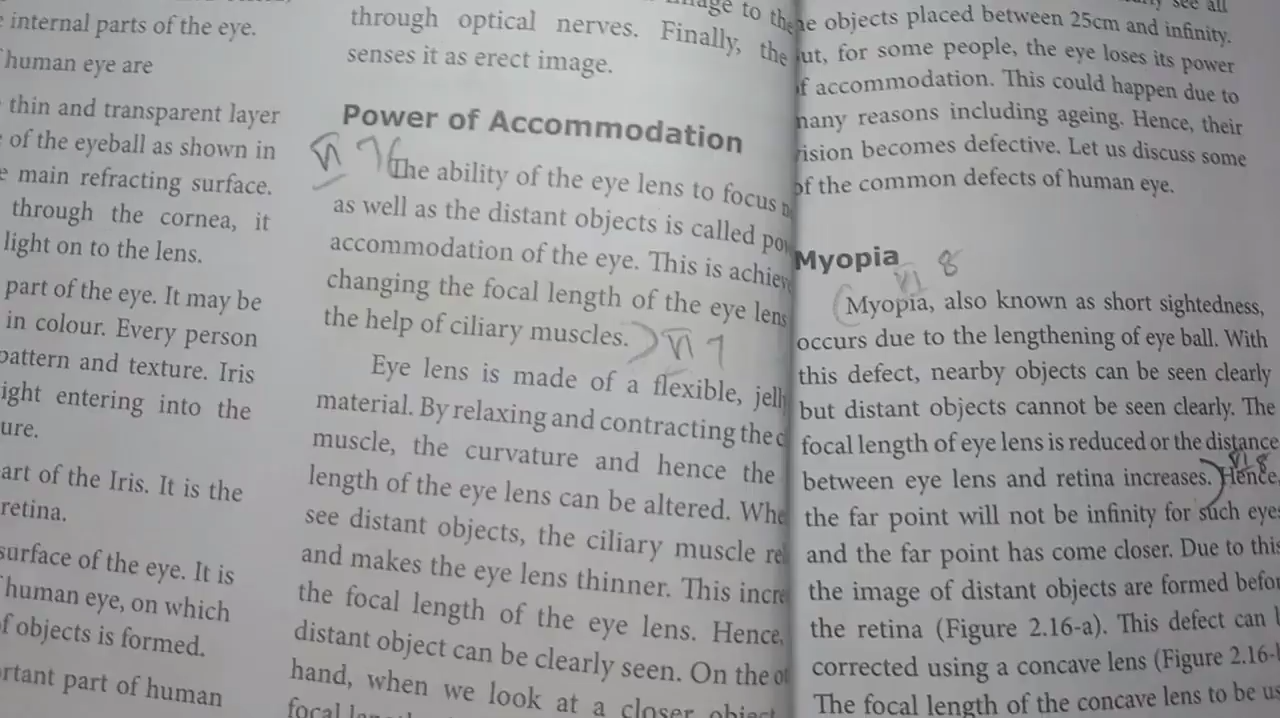 internal parts of the eye.
human eye are
thin and transparent layer
of the eyeball as shown in
main refracting surface.
through the cornea, it
light on to the lens.
part of the eye. It may be
in colour. Every person
pattern and texture. Iris
entering into the
art of the Iris. It is the
retina.
surface of the eye. It is
human eye, on which
of objects is formed.
part of human
to the
through optical nerves. Finally, the
senses it as erect image.
Power of Accommodation
The ability of the eye lens to focus
as well as the distant objects is called
accommodation of the eye. This is
changing the focal length of the eye lens
the help of ciliary muscles.
Eye lens is made of a flexible,
material. By relaxing and contracting the
muscle, the curvature and hence the
length of the eye lens can be altered.
see distant objects, the ciliary muscle
and makes the eye lens thinner. This
the focal length of the eye lens. Hence,
distant object can be clearly seen. On the
hand, when we look at a closer
see all
objects placed between 25cm and infinity.
for some people, the eye loses its power
accommodation. This could happen due to
many reasons including ageing. Hence, their
vision becomes defective. Let us discuss some
of the common defects of human eye.
Myopia
8
Myopia, also known as short sightedness,
occurs due to the lengthening of eye ball. With
this defect, nearby objects can be seen clearly
but distant objects cannot be seen clearly. The
focal length of eye lens is reduced or the distance
between eye lens and retina increases. Hence,
the far point will not be infinity for such
and the far point has come closer. Due to this
the image of distant objects are formed
the retina (Figure 2.16-a). This defect can
corrected using a concave lens (Figure 2.16-
The focal length of the concave lens to be